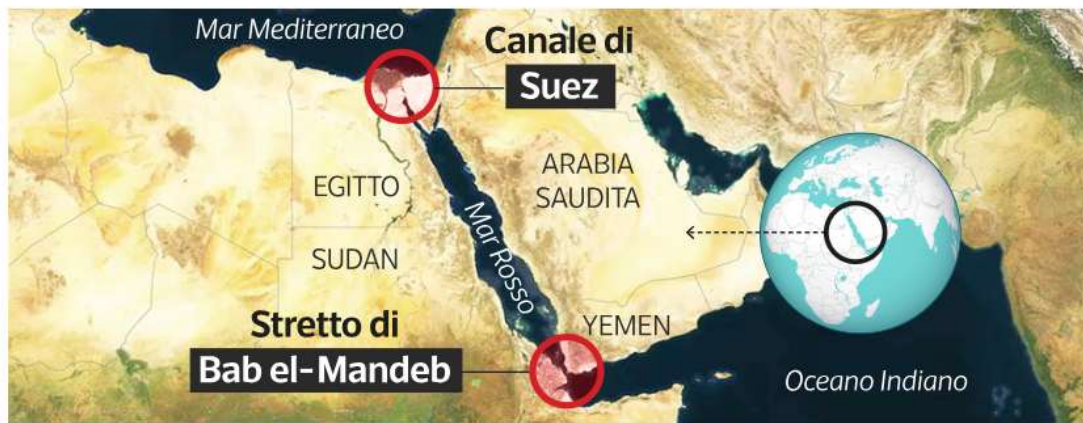 Mar Mediterraneo
Canale di
Suez
ARABIA
SAUDITA
EGITTO
Mar Rosso
SUDAN
Stretto di
Bab el-Mandeb
YEMEN
Oceano Indiano